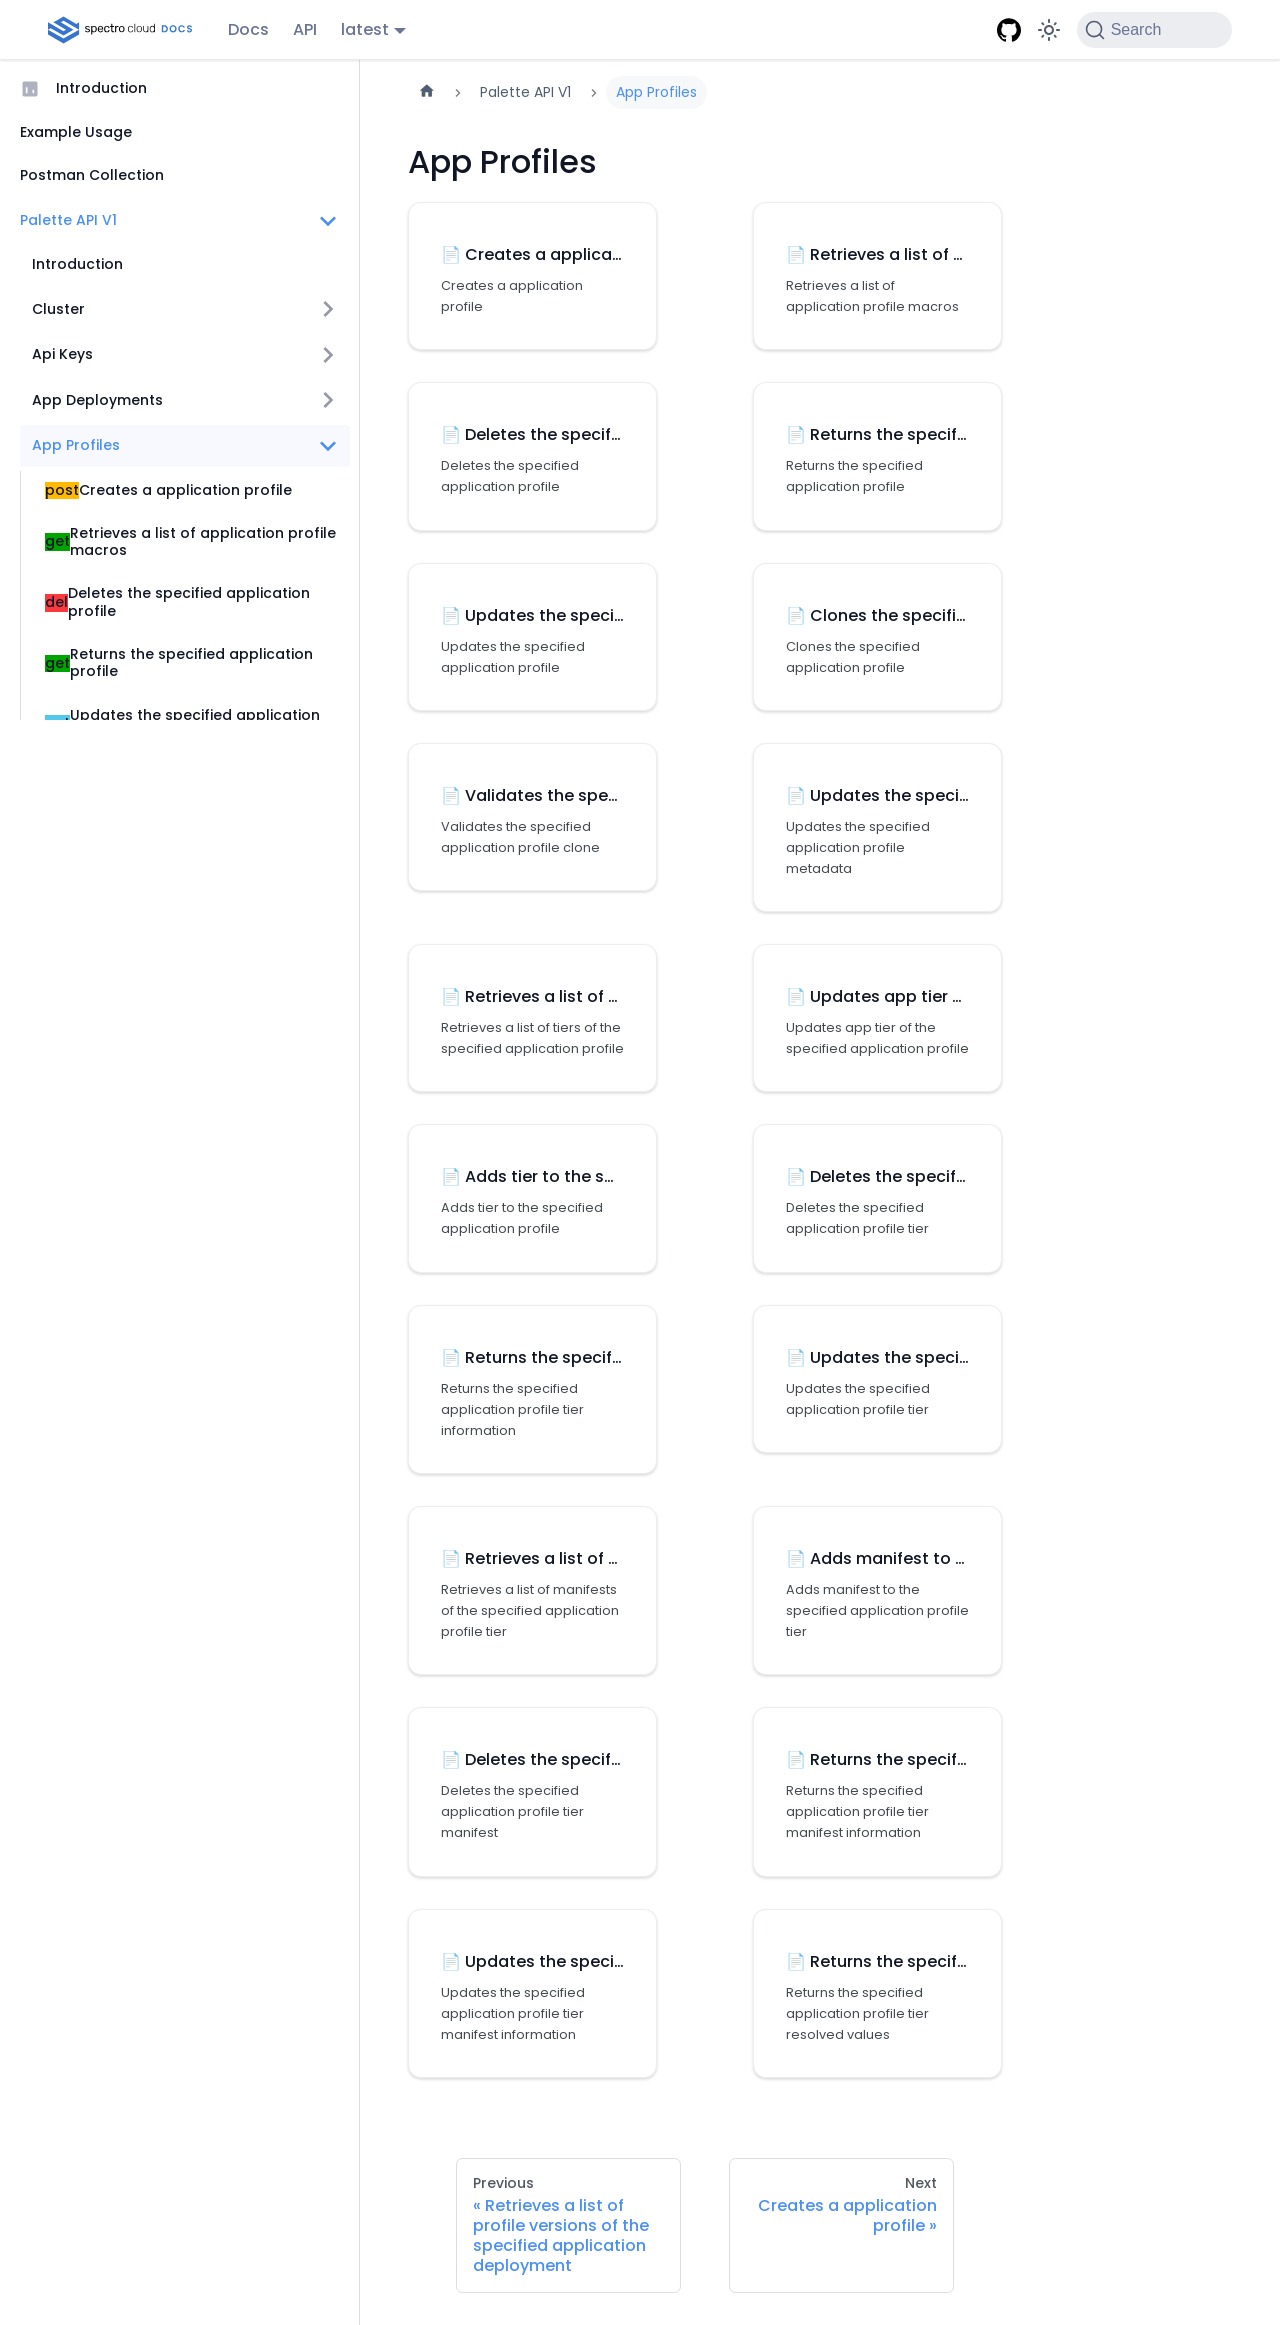 spectro cloud DOCS
Docs
API
latest
Search
Introduction
Example Usage
Postman Collection
Palette API V1
Introduction
Cluster
Api Keys
App Deployments
App Profiles
post Creates a application profile
get Retrieves a list of application profile
macros
del Deletes the specified application
profile
get Returns the specified application
profile
Updates the specified application
Palette API V1
App Profiles
App Profiles
Creates a applica...
Creates a application
profile
Retrieves a list of ...
Retrieves a list of
application profile macros
Deletes the specif...
Deletes the specified
application profile
Returns the specif...
Returns the specified
application profile
Updates the speci...
Updates the specified
application profile
Clones the specifi...
Clones the specified
application profile
Validates the spe...
Validates the specified
application profile clone
Updates the speci...
Updates the specified
application profile
metadata
Retrieves a list of ...
Retrieves a list of tiers of the
specified application profile
Updates app tier ...
Updates app tier of the
specified application profile
Adds tier to the s...
Adds tier to the specified
application profile
Deletes the specif...
Deletes the specified
application profile tier
Returns the specif...
Returns the specified
application profile tier
information
Updates the speci...
Updates the specified
application profile tier
Retrieves a list of ...
Retrieves a list of manifests
of the specified application
profile tier
Adds manifest to ...
Adds manifest to the
specified application profile
tier
Deletes the specif...
Deletes the specified
application profile tier
manifest
Returns the specif...
Returns the specified
application profile tier
manifest information
Updates the speci...
Updates the specified
application profile tier
manifest information
Returns the specif...
Returns the specified
application profile tier
resolved values
Previous
« Retrieves a list of
profile versions of the
specified application
deployment
Next
Creates a application
profile »